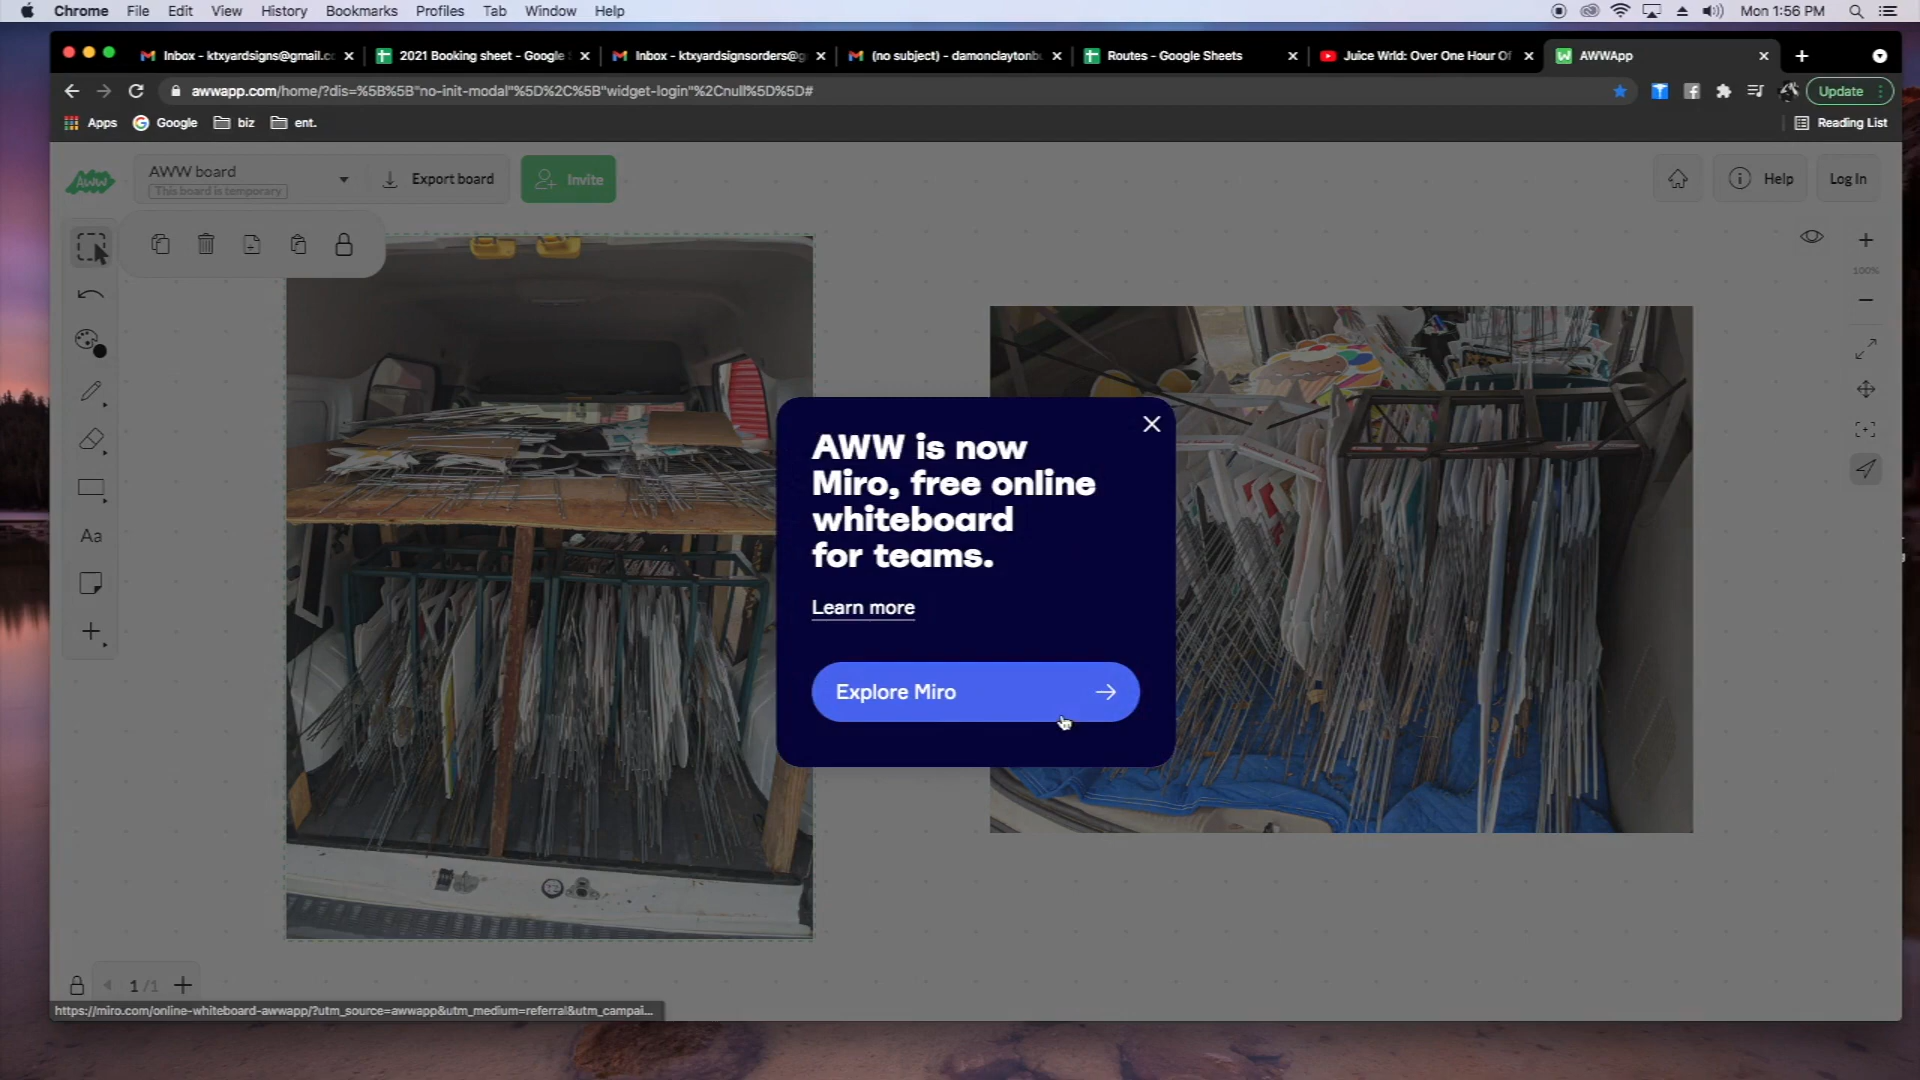 Chrome File Edit View History Bookmarks Profiles Tab Window Help Mon 1:56 PM
Inbox - ktxyardsigns@gmail.c 2021 Booking sheet - Google Inbox - ktxyardsignsorders@g (no subject) - damonclaytonb Routes - Google Sheets Juice Wrld: Over One Hour Of AWWApp
awwapp.com/home/?dis=%5B%5B"no-init-modal"%5D%2C%5B"widget-login"%2Cnull%5D%5D# Update
Apps Google biz ent. Reading List
AWW
AWW board
This board is temporary
Export board
Invite
Help
Log In
100%
Aa
AWW is now
Miro, free online
whiteboard
for teams.
Learn more
Explore Miro
1 /1
https://miro.com/online-whiteboard-awwapp/?utm_source=awwapp&utm_medium=referral&utm_campai...